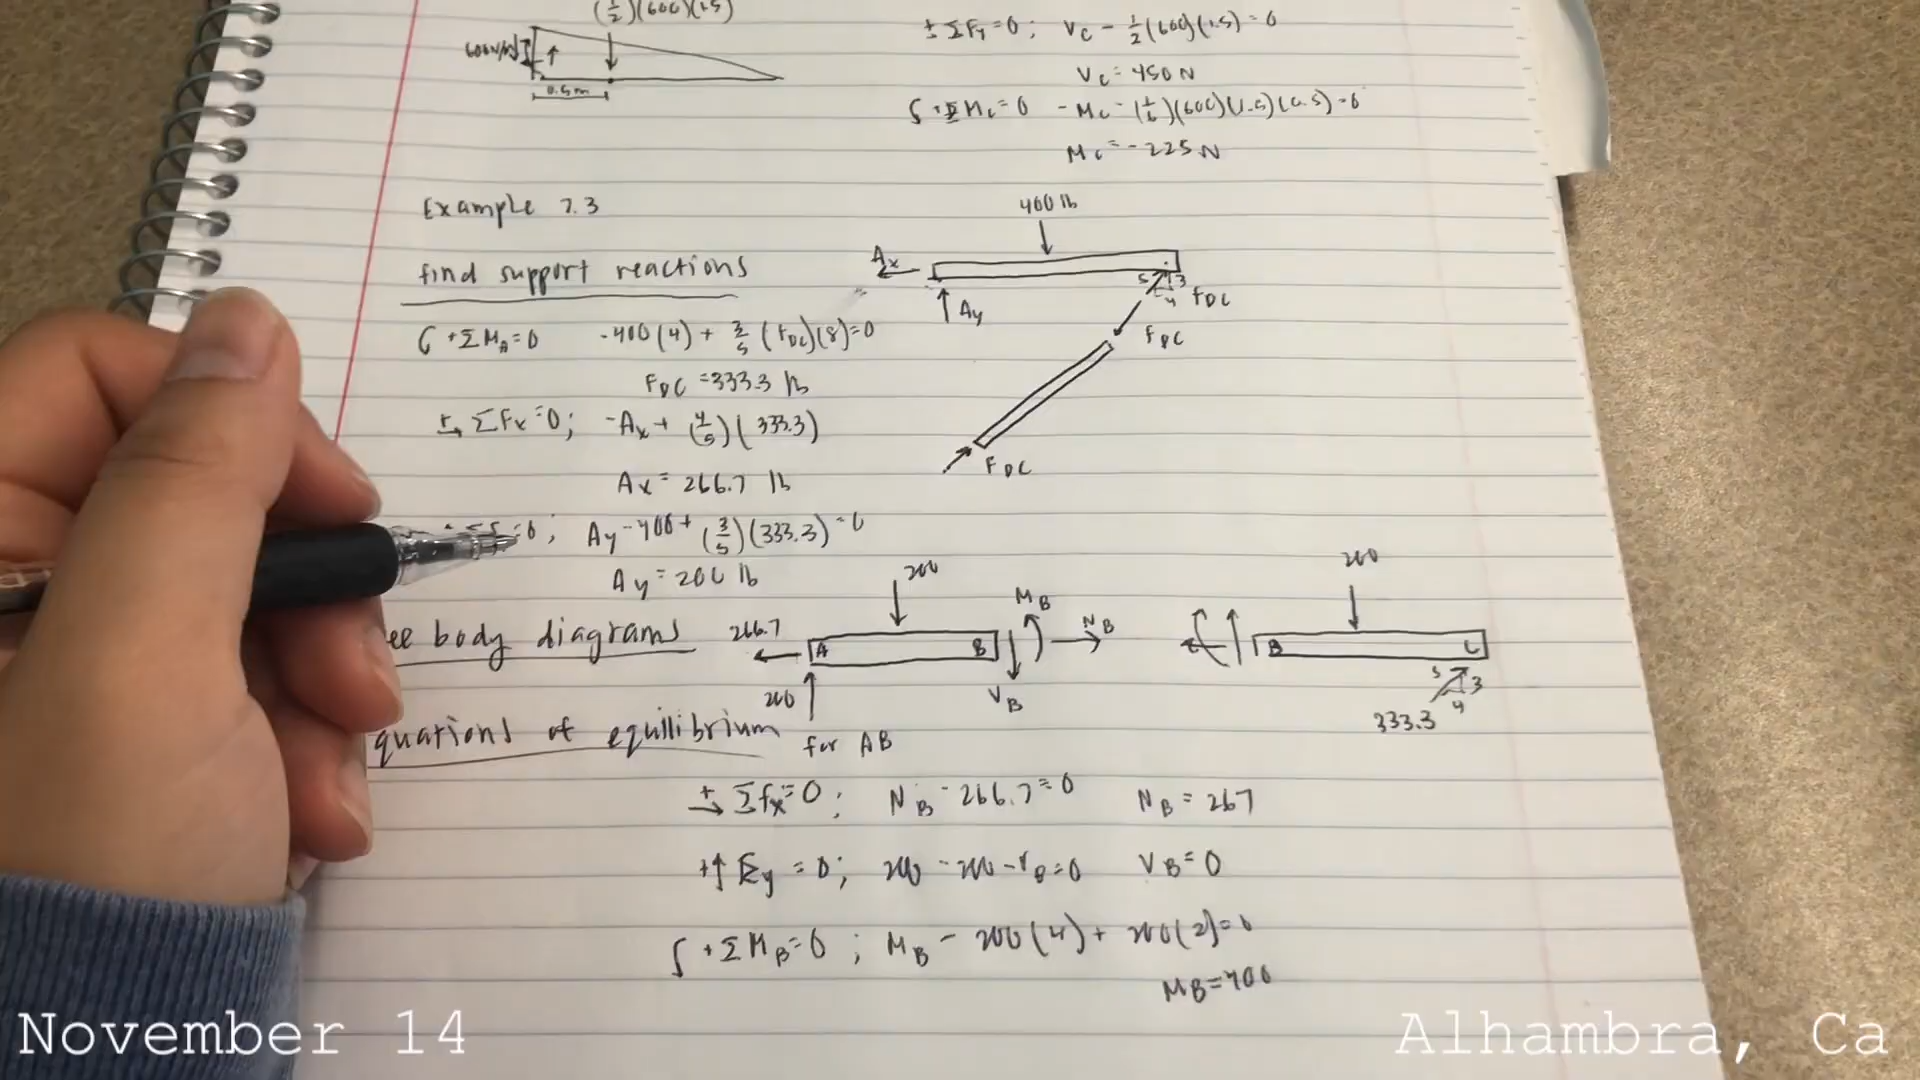 (1/2)(600)(1.5)
600 N/m
0.5 m
+ ΣFy = 0; Vc - 1/2(600)(1.5) = 0
Vc = 450 N
+ ΣMc = 0 - Mc - (600)(1.5)(0.5) = 0
Mc = -225 N
Example 7.3
find support reactions
+ΣMA = 0 -400(4) + 3/5 (FDC)(8) = 0
FDC = 333.3 lb
+→ ΣFx = 0; -Ax + (4/5)(333.3)
Ax = 266.7 lb
=0; Ay - 400 + (3/5)(333.3) = 0
Ay = 200 lb
400 lb
Ax
Ay
5 3
4
FDC
FDC
FDC
ee body diagrams
266.7
200
200
A B
MB
NB
VB
200
B C
5 3
4
333.3
quations of equillibrium
for AB
+→ Σfx = 0; NB - 266.7 = 0 NB = 267
+↑ Σy = 0; 200 - 200 - VB = 0 VB = 0
+ΣMB = 0; MB - 200(4) + 200(2) = 0
MB = 400
November 14
Alhambra, Ca